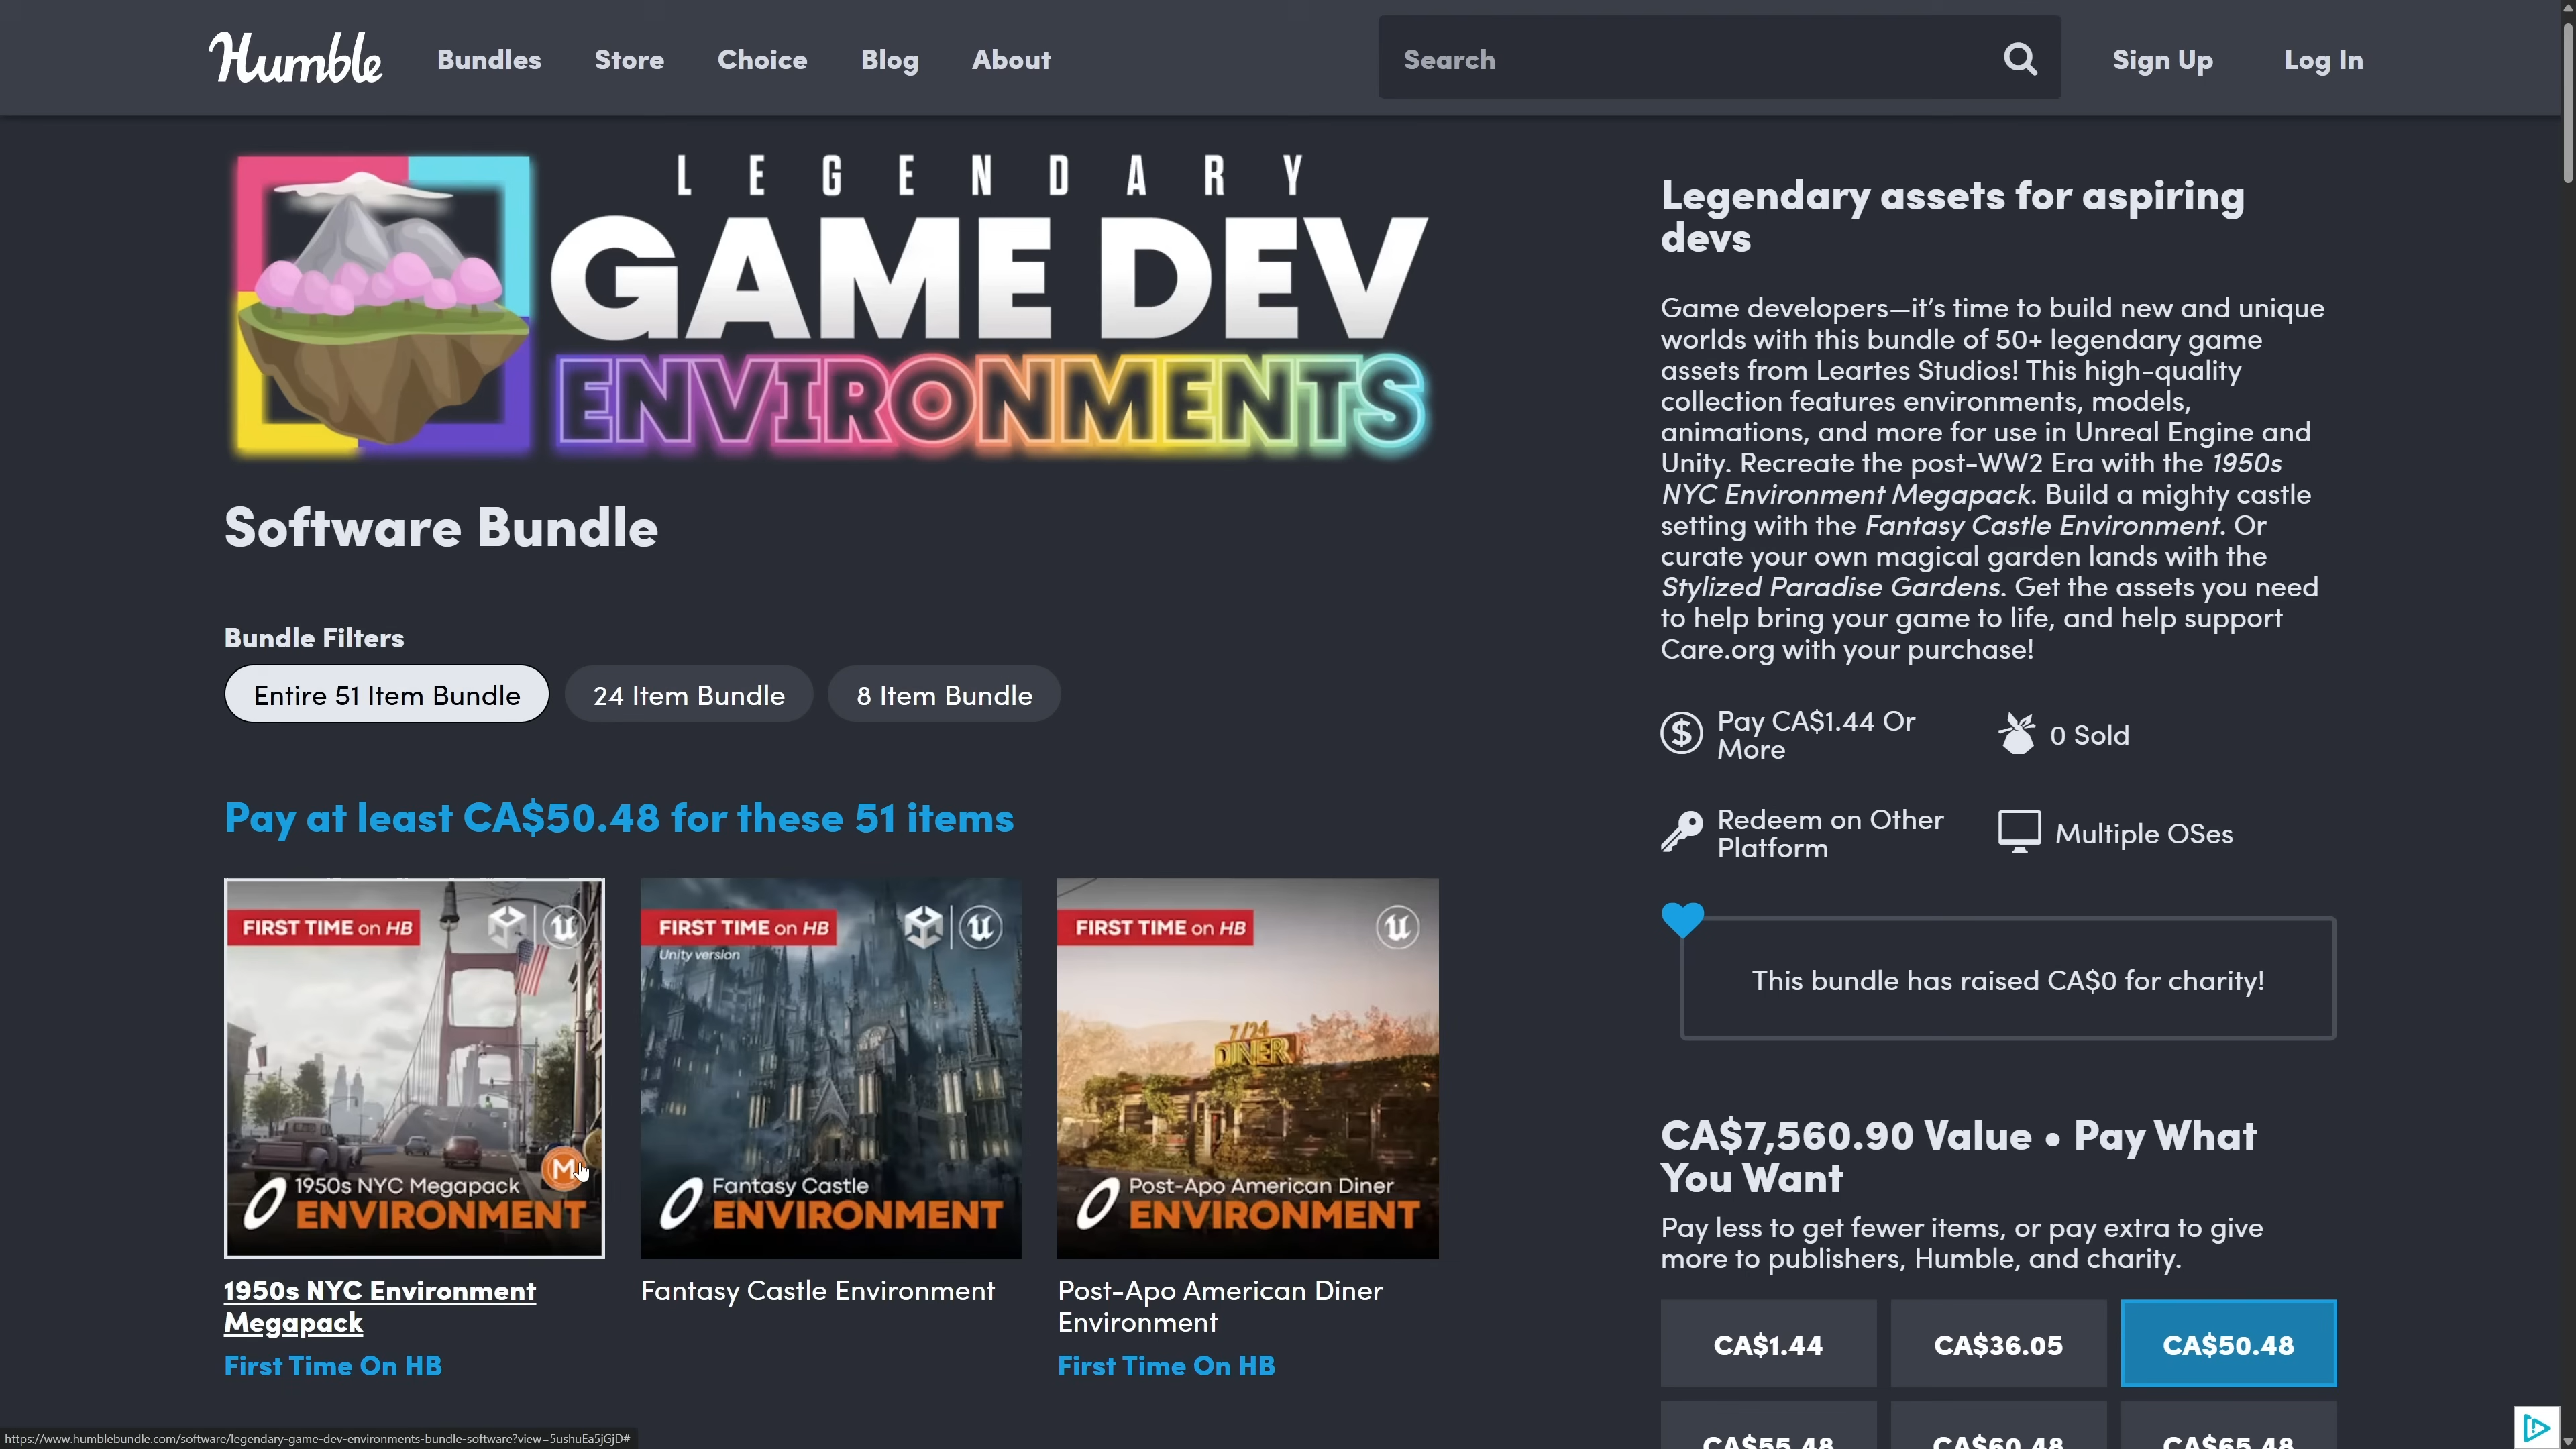 Humble
Bundles
Store
Choice
Blog
About
Search
Sign Up
Log In
LEGENDARY
GAME DEV
ENVIRONMENTS
Software Bundle
Bundle Filters
Entire 51 Item Bundle
24 Item Bundle
8 Item Bundle
Pay at least CA$50.48 for these 51 items
FIRST TIME on HB
1950s NYC Megapack
ENVIRONMENT
M
1950s NYC Environment
Megapack
First Time On HB
FIRST TIME on HB
Unity version
Fantasy Castle
ENVIRONMENT
Fantasy Castle Environment
FIRST TIME on HB
7/24
DINER
Post-Apo American Diner
ENVIRONMENT
Post-Apo American Diner
Environment
First Time On HB
Legendary assets for aspiring
devs
Game developers—it's time to build new and unique
worlds with this bundle of 50+ legendary game
assets from Leartes Studios! This high-quality
collection features environments, models,
animations, and more for use in Unreal Engine and
Unity. Recreate the post-WW2 Era with the 1950s
NYC Environment Megapack. Build a mighty castle
setting with the Fantasy Castle Environment. Or
curate your own magical garden lands with the
Stylized Paradise Gardens. Get the assets you need
to help bring your game to life, and help support
Care.org with your purchase!
Pay CA$1.44 Or
More
0 Sold
Redeem on Other
Platform
Multiple OSes
This bundle has raised CA$0 for charity!
CA$7,560.90 Value • Pay What
You Want
Pay less to get fewer items, or pay extra to give
more to publishers, Humble, and charity.
CA$1.44
CA$36.05
CA$50.48
CA$55.48
CA$60.48
CA$65.48
https://www.humblebundle.com/software/legendary-game-dev-environments-bundle-software?view=5ushuEa5jGjD#